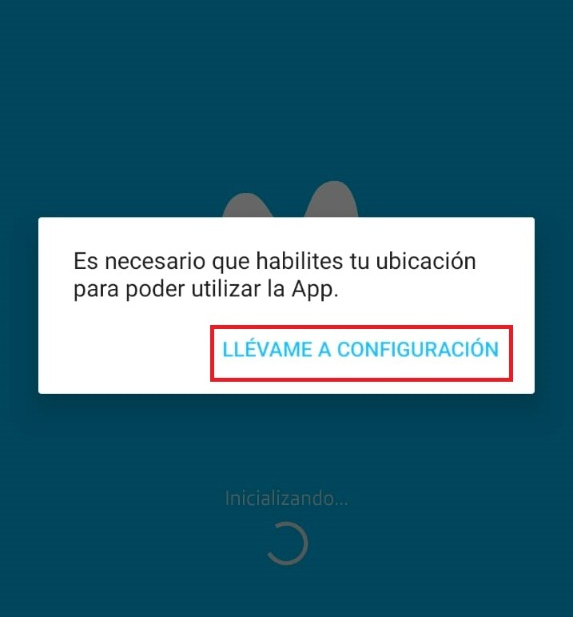 Es necesario que habilites tu ubicación
para poder utilizar la App.
LLÉVAME A CONFIGURACIÓN
Inicializando...